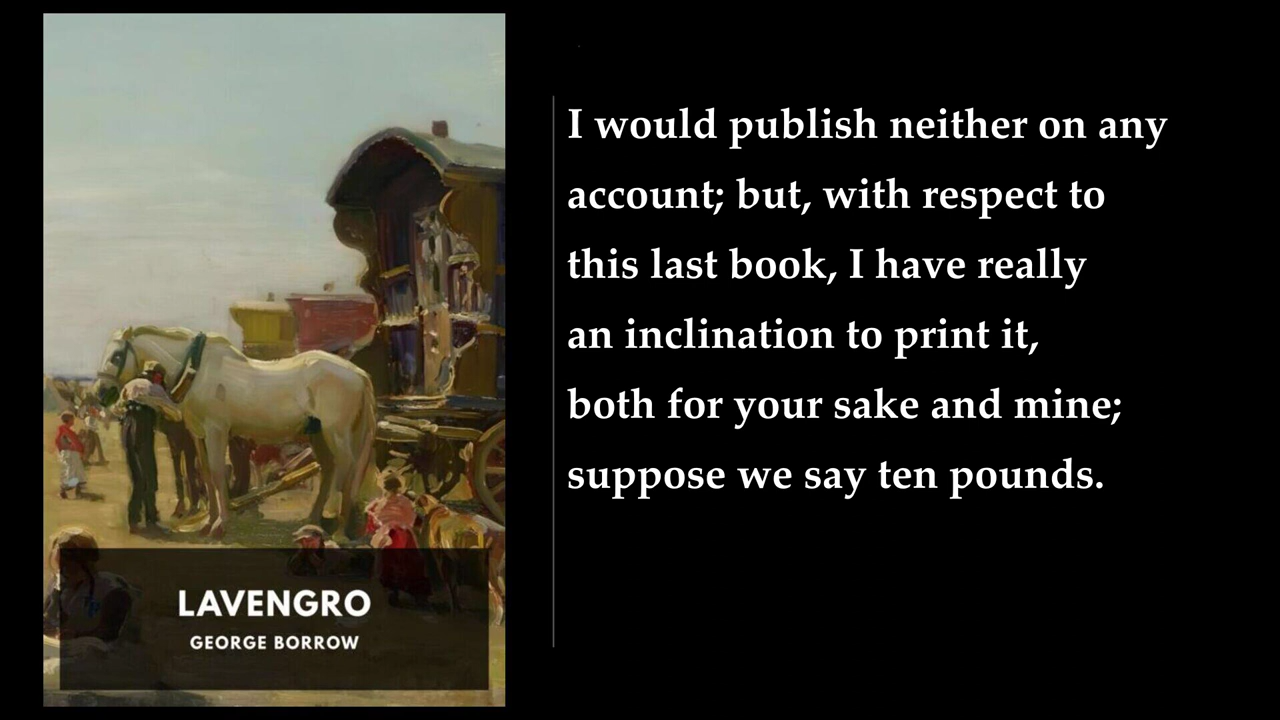 LAVENGRO
GEORGE BORROW
I would publish neither on any
account; but, with respect to
this last book, I have really
an inclination to print it,
both for your sake and mine;
suppose we say ten pounds.